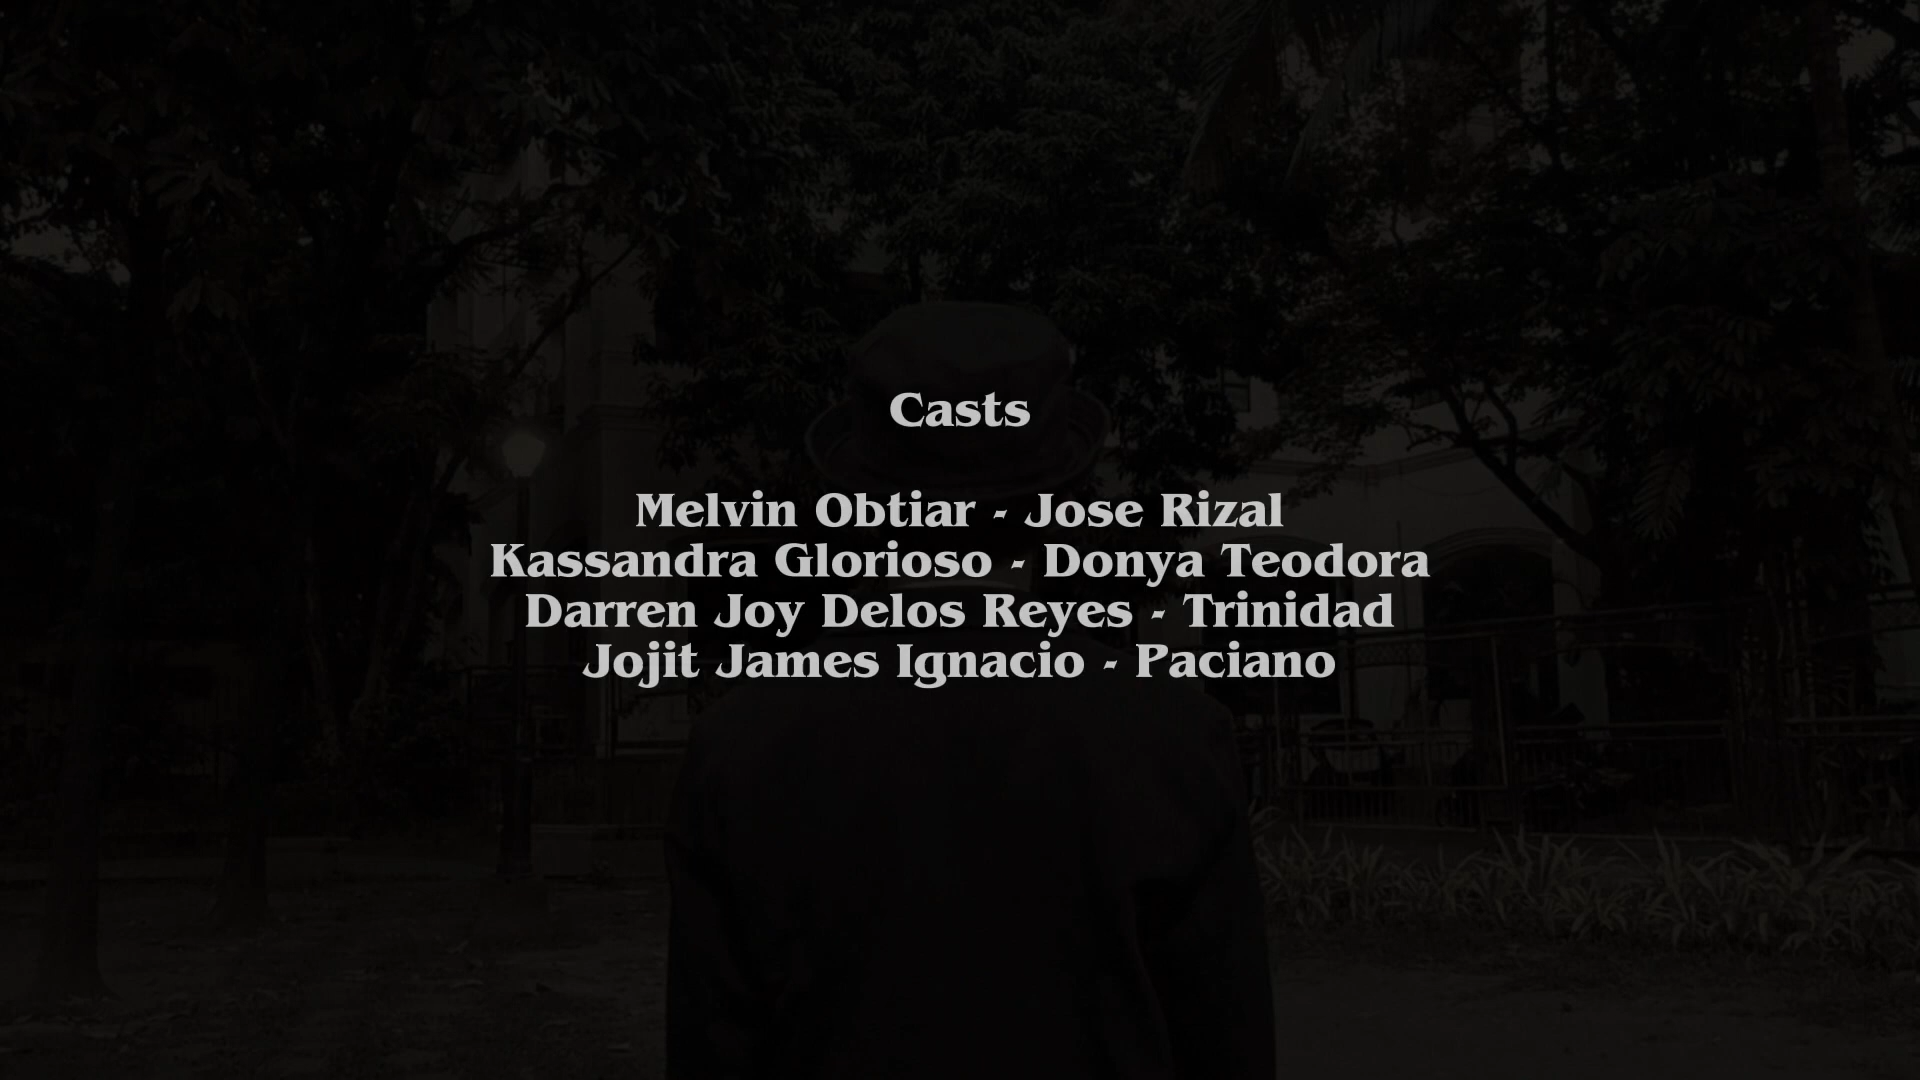 Casts
Melvin Obtiar - Jose Rizal
Kassandra Glorioso - Donya Teodora
Darren Joy Delos Reyes - Trinidad
Jojit James Ignacio - Paciano